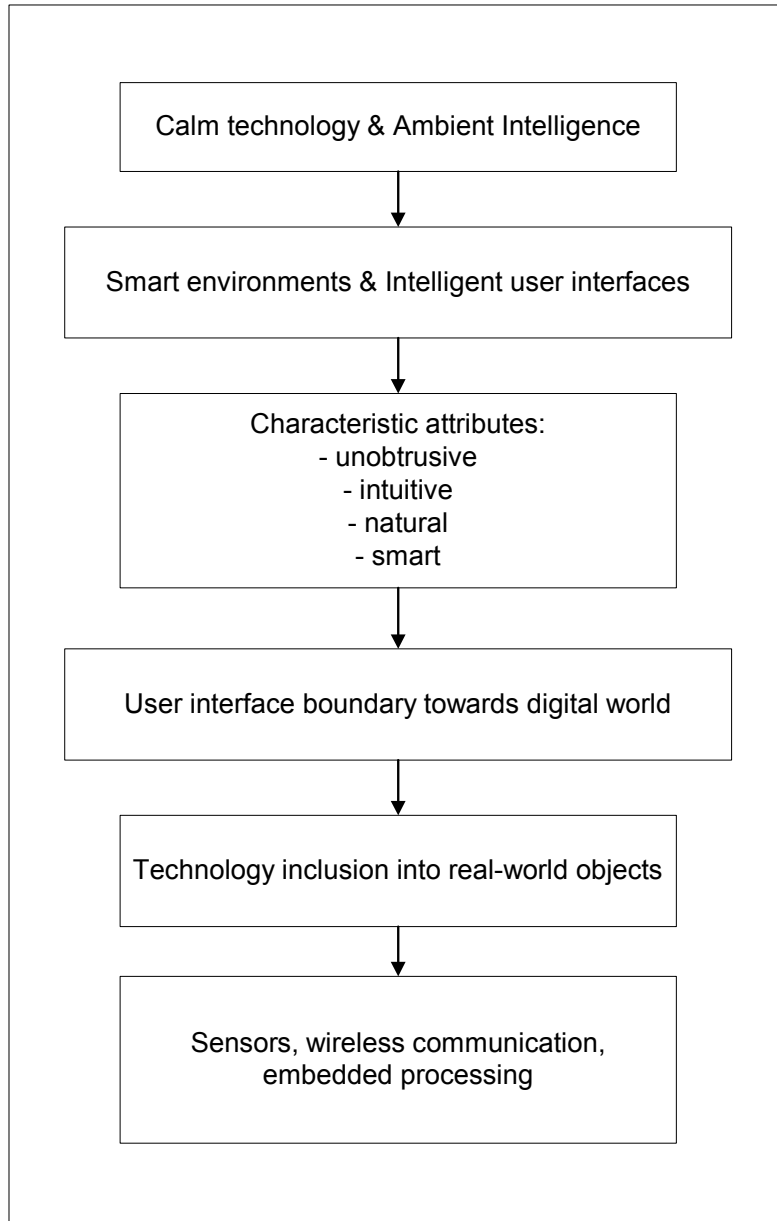 Calm technology & Ambient Intelligence
Smart environments & Intelligent user interfaces
Characteristic attributes:
- unobtrusive
- intuitive
- natural
- smart
User interface boundary towards digital world
Technology inclusion into real-world objects
Sensors, wireless communication,
embedded processing